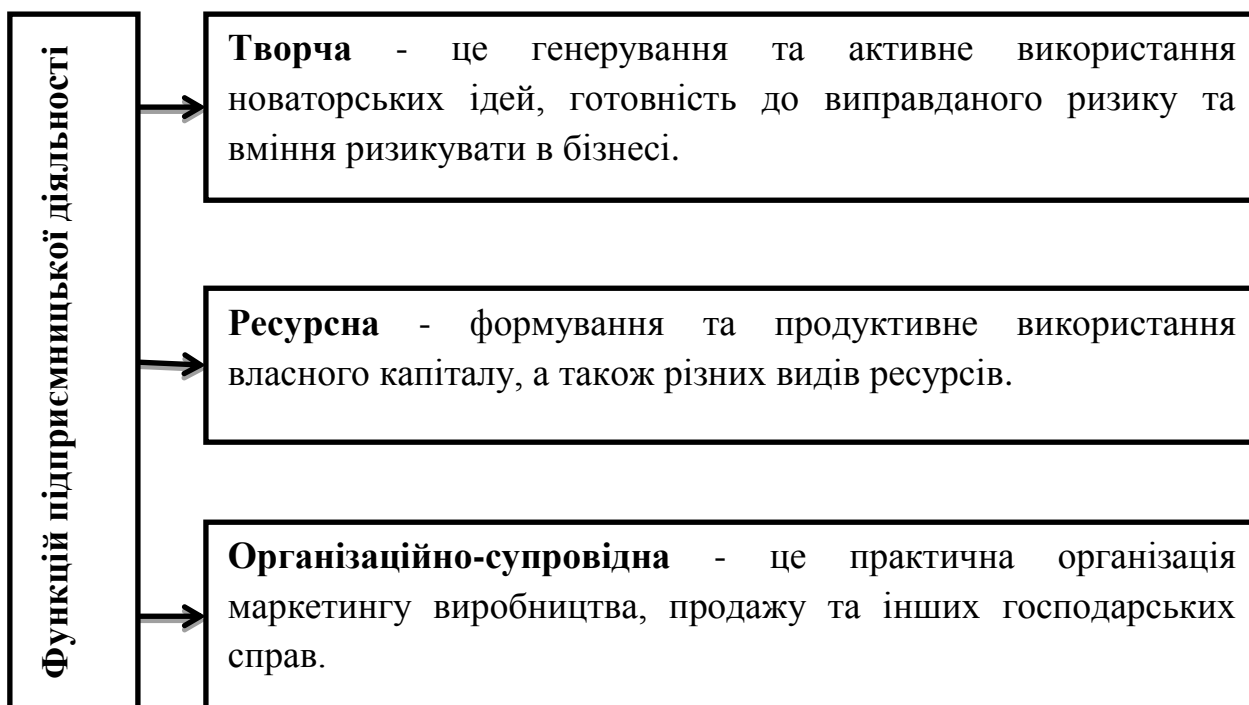 Функцій підприємницької діяльності
Творча - це генерування та активне використання
новаторських ідей, готовність до виправданого ризику та
вміння ризикувати в бізнесі.
Ресурсна - формування та продуктивне використання
власного капіталу, а також різних видів ресурсів.
Організаційно-супровідна - це практична організація
маркетингу виробництва, продажу та інших господарських
справ.